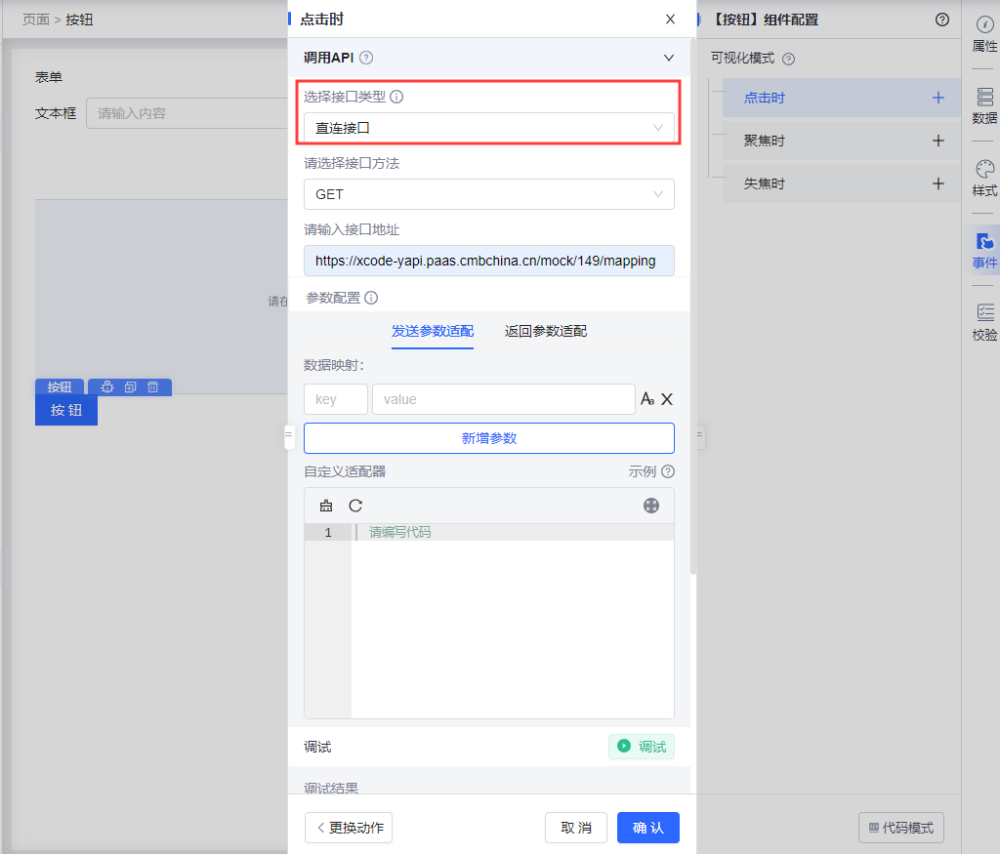 页面 > 按钮
表单
文本框 请输入内容
请在
按钮
按 钮
点击时
调用API
选择接口类型
直连接口
请选择接口方法
GET
请输入接口地址
https://xcode-yapi.paas.cmbchina.cn/mock/149/mapping
参数配置
发送参数适配 返回参数适配
数据映射：
key value
新增参数
自定义适配器 示例
1 请编写代码
调试 调试
调试结果
更换动作 取 消 确 认
【按钮】组件配置
可视化模式
点击时
聚焦时
失焦时
代码模式
属性
数据
样式
事件
校验